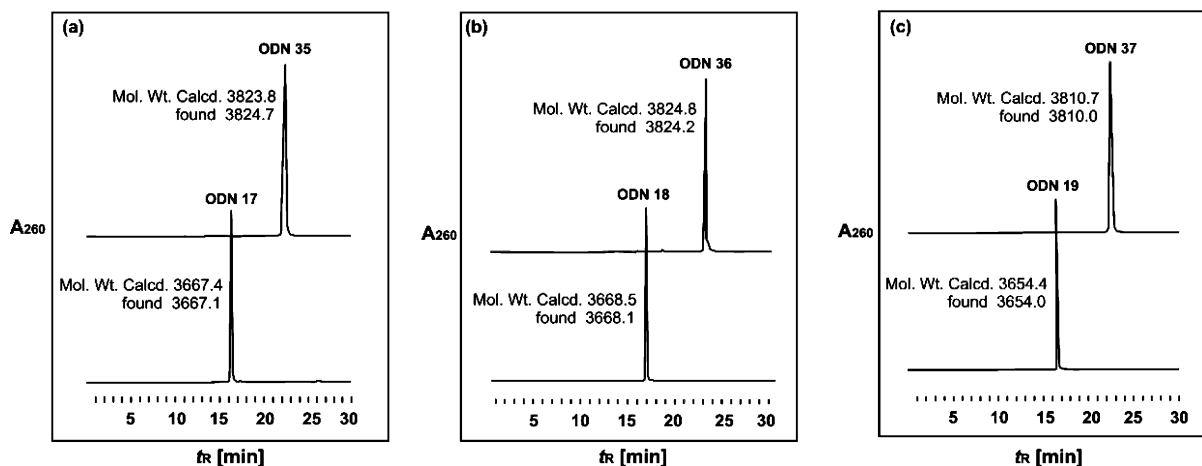 (a)
ODN 35
Mol. Wt. Calcd. 3823.8
found 3824.7
ODN 17
A260
Mol. Wt. Calcd. 3667.4
found 3667.1
5 10 15 20 25 30
tR [min]
(b)
ODN 36
Mol. Wt. Calcd. 3824.8
found 3824.2
ODN 18
A260
Mol. Wt. Calcd. 3668.5
found 3668.1
5 10 15 20 25 30
tR [min]
(c)
ODN 37
Mol. Wt. Calcd. 3810.7
found 3810.0
ODN 19
A260
Mol. Wt. Calcd. 3654.4
found 3654.0
5 10 15 20 25 30
tR [min]